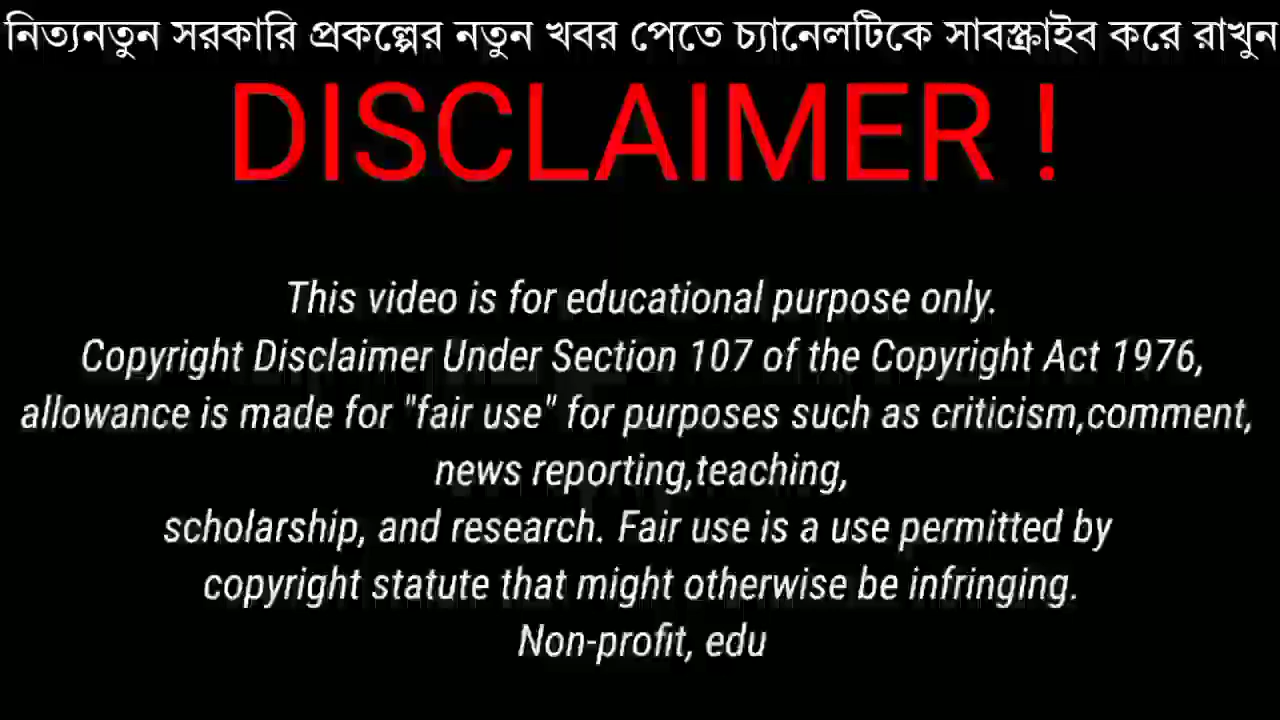 নিত্যনতুন সরকারি প্রকল্পের নতুন খবর পেতে চ্যানেলটিকে সাবস্ক্রাইব করে রাখুন
DISCLAIMER !
This video is for educational purpose only.
Copyright Disclaimer Under Section 107 of the Copyright Act 1976,
allowance is made for "fair use" for purposes such as criticism,comment,
news reporting,teaching,
scholarship, and research. Fair use is a use permitted by
copyright statute that might otherwise be infringing.
Non-profit, edu